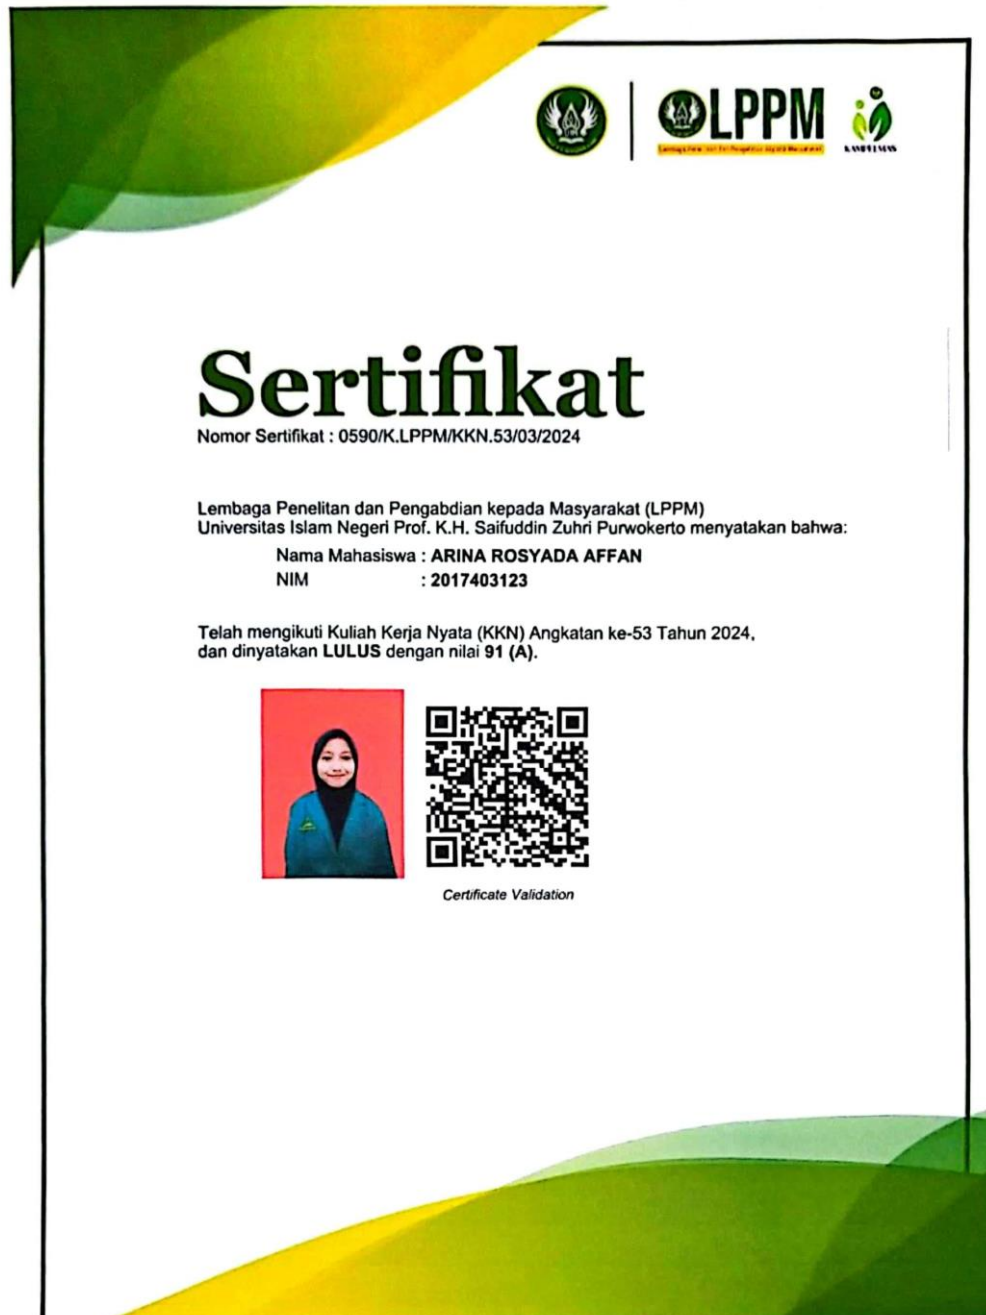 LPPM
KAMPELMAS
Sertifikat
Nomor Sertifikat : 0590/K.LPPM/KKN.53/03/2024
Lembaga Penelitan dan Pengabdian kepada Masyarakat (LPPM)
Universitas Islam Negeri Prof. K.H. Saifuddin Zuhri Purwokerto menyatakan bahwa:
Nama Mahasiswa : ARINA ROSYADA AFFAN
NIM : 2017403123
Telah mengikuti Kuliah Kerja Nyata (KKN) Angkatan ke-53 Tahun 2024,
dan dinyatakan LULUS dengan nilai 91 (A).
Certificate Validation